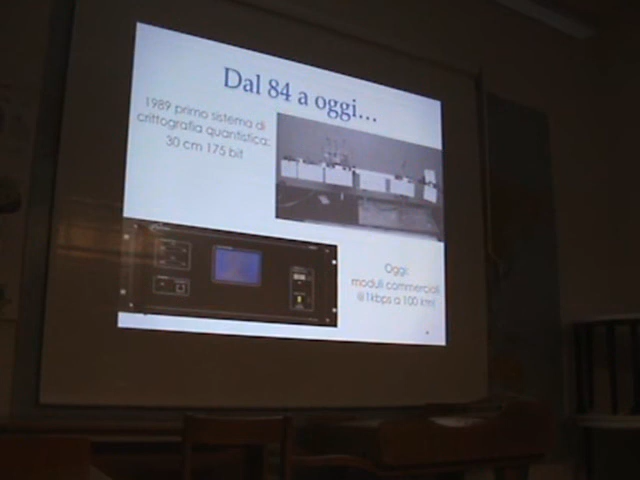 Dal 84 a oggi...
1989 primo sistema di
crittografia quantistica:
30 cm 175 bit
Oggi:
moduli commerciali
@1kbps a 100 km!